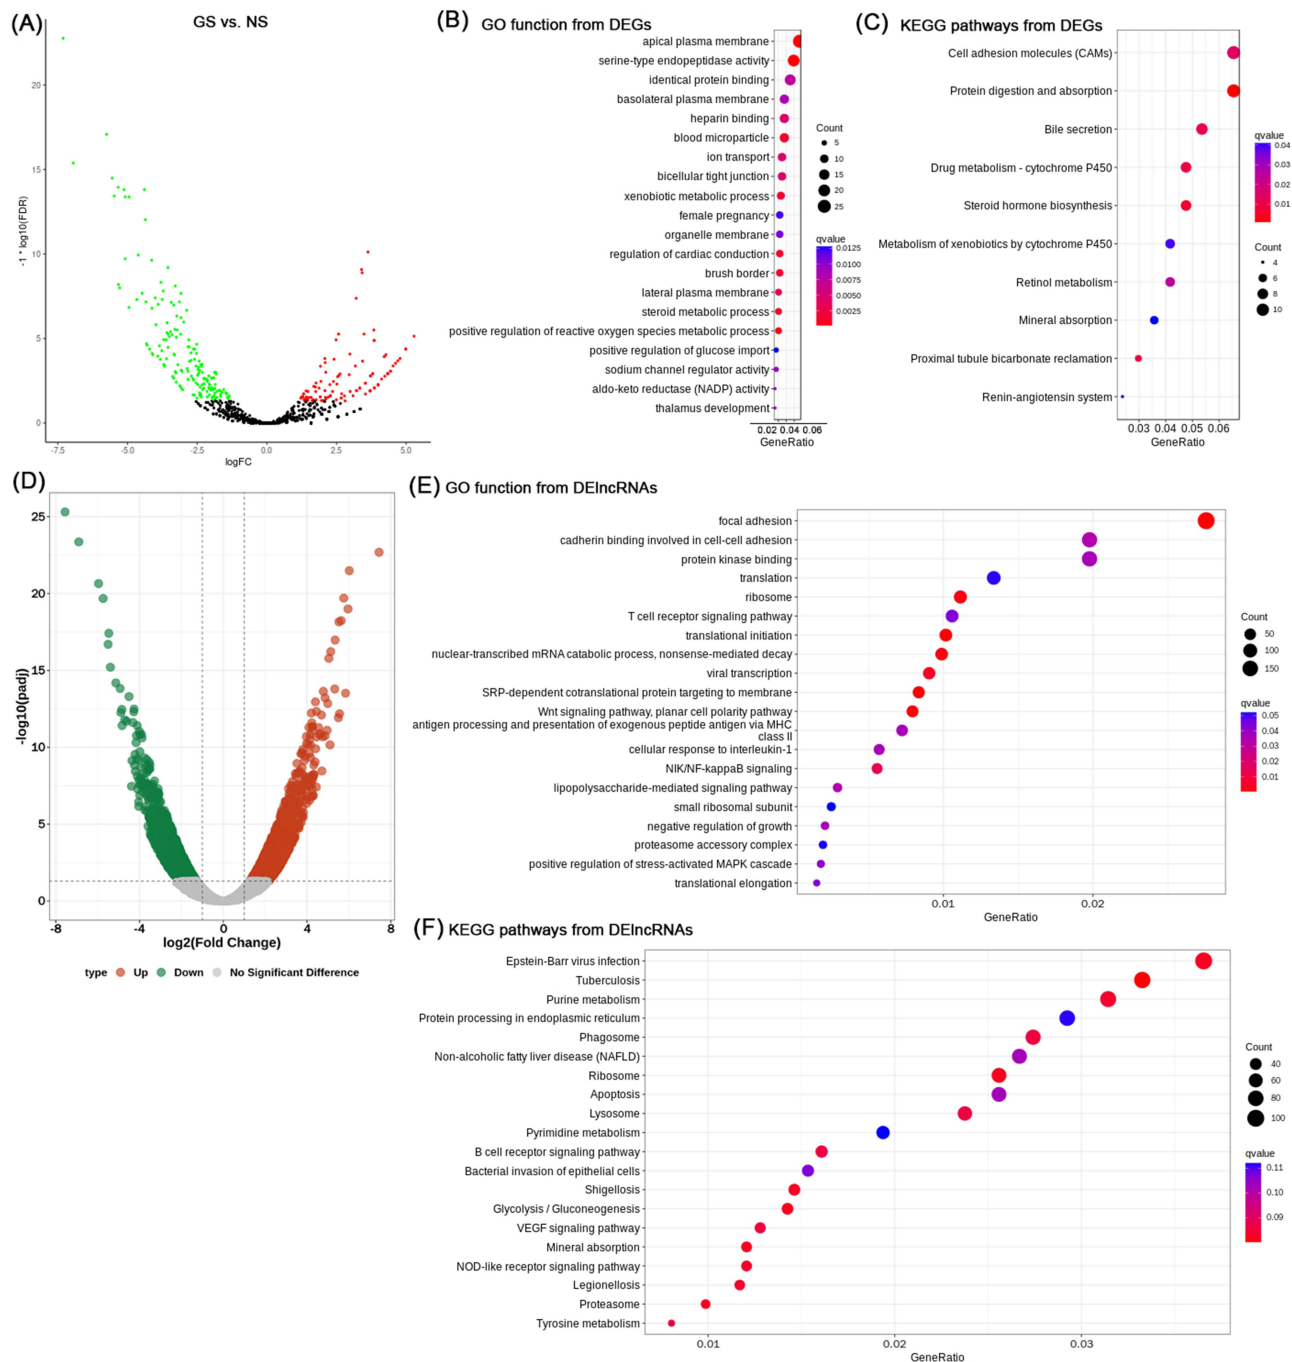 (A)
GS vs. NS
-1 * log10(FDR)
20
15
10
5
0
-7.5
-5.0
-2.5
0.0
2.5
5.0
logFC
(B)
GO function from DEGs
apical plasma membrane
serine-type endopeptidase activity
identical protein binding
basolateral plasma membrane
heparin binding
blood microparticle
ion transport
bicellular tight junction
xenobiotic metabolic process
female pregnancy
organelle membrane
regulation of cardiac conduction
brush border
lateral plasma membrane
steroid metabolic process
positive regulation of reactive oxygen species metabolic process
positive regulation of glucose import
sodium channel regulator activity
aldo-keto reductase (NADP) activity
thalamus development
0.02 0.04 0.06
GeneRatio
Count
5
10
15
20
25
qvalue
0.0125
0.0100
0.0075
0.0050
0.0025
(C)
KEGG pathways from DEGs
Cell adhesion molecules (CAMs)
Protein digestion and absorption
Bile secretion
Drug metabolism - cytochrome P450
Steroid hormone biosynthesis
Metabolism of xenobiotics by cytochrome P450
Retinol metabolism
Mineral absorption
Proximal tubule bicarbonate reclamation
Renin-angiotensin system
0.03 0.04 0.05 0.06
GeneRatio
qvalue
0.04
0.03
0.02
0.01
Count
4
6
8
10
(D)
-log10(padj)
25
20
15
10
5
0
-8
-4
0
4
8
log2(Fold Change)
type Up Down No Significant Difference
(E)
GO function from DElncRNAs
focal adhesion
cadherin binding involved in cell-cell adhesion
protein kinase binding
translation
ribosome
T cell receptor signaling pathway
translational initiation
nuclear-transcribed mRNA catabolic process, nonsense-mediated decay
viral transcription
SRP-dependent cotranslational protein targeting to membrane
Wnt signaling pathway, planar cell polarity pathway
antigen processing and presentation of exogenous peptide antigen via MHC
class II
cellular response to interleukin-1
NIK/NF-kappaB signaling
lipopolysaccharide-mediated signaling pathway
small ribosomal subunit
negative regulation of growth
proteasome accessory complex
positive regulation of stress-activated MAPK cascade
translational elongation
0.01
0.02
GeneRatio
Count
50
100
150
qvalue
0.05
0.04
0.03
0.02
0.01
(F)
KEGG pathways from DElncRNAs
Epstein-Barr virus infection
Tuberculosis
Purine metabolism
Protein processing in endoplasmic reticulum
Phagosome
Non-alcoholic fatty liver disease (NAFLD)
Ribosome
Apoptosis
Lysosome
Pyrimidine metabolism
B cell receptor signaling pathway
Bacterial invasion of epithelial cells
Shigellosis
Glycolysis / Gluconeogenesis
VEGF signaling pathway
Mineral absorption
NOD-like receptor signaling pathway
Legionellosis
Proteasome
Tyrosine metabolism
0.01
0.02
0.03
GeneRatio
Count
40
60
80
100
qvalue
0.11
0.10
0.09